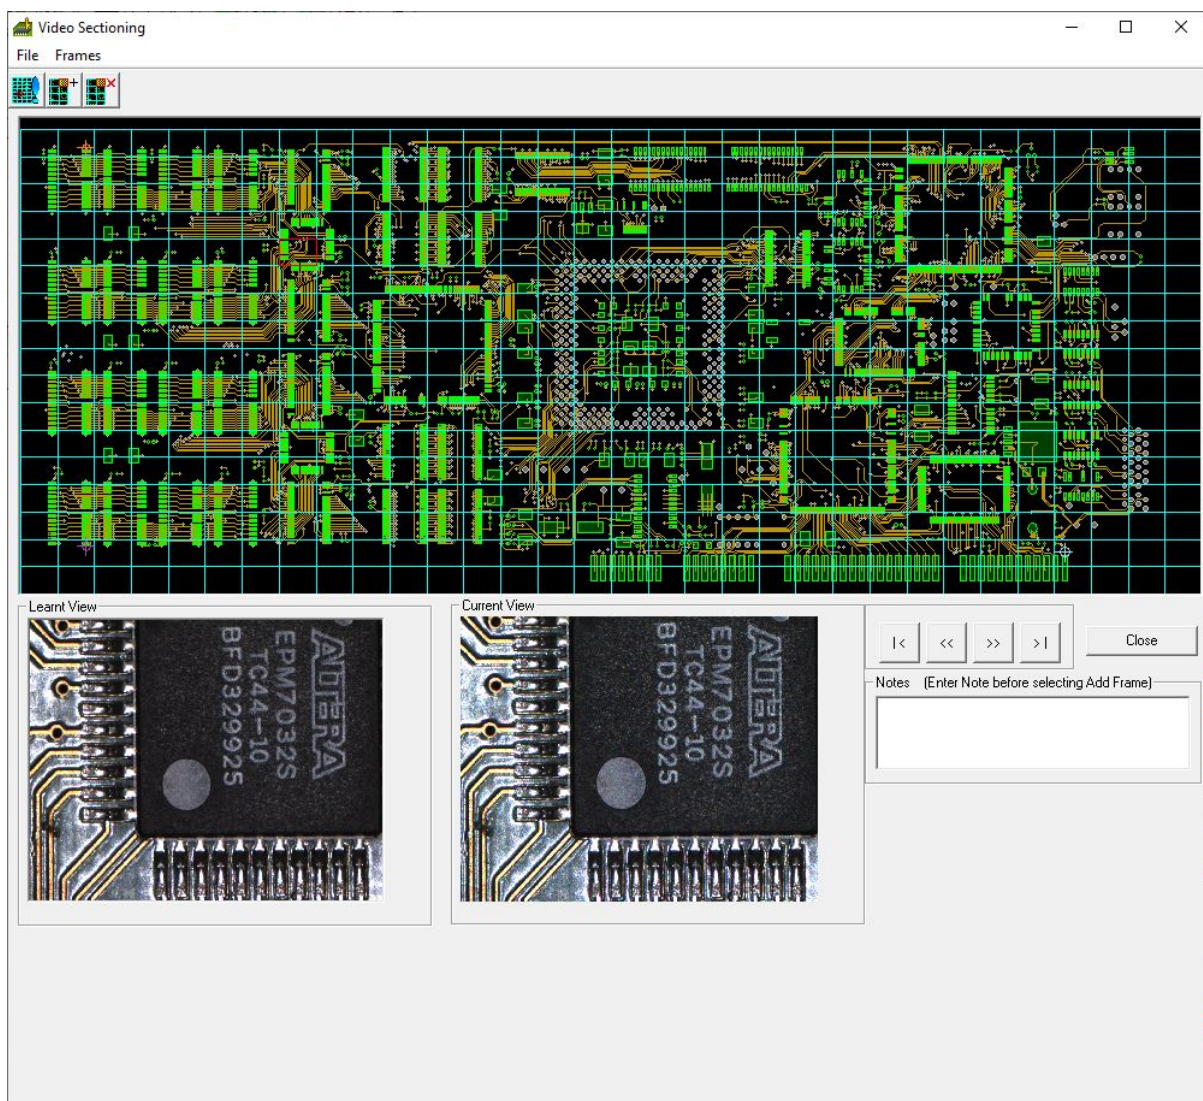 Video Sectioning
File Frames
Learnt View
ALTERA
EPM7032S
TC44-10
BFD329925
Current View
ALTERA
EPM7032S
TC44-10
BFD329925
|< << >> >|
Close
Notes (Enter Note before selecting Add Frame)